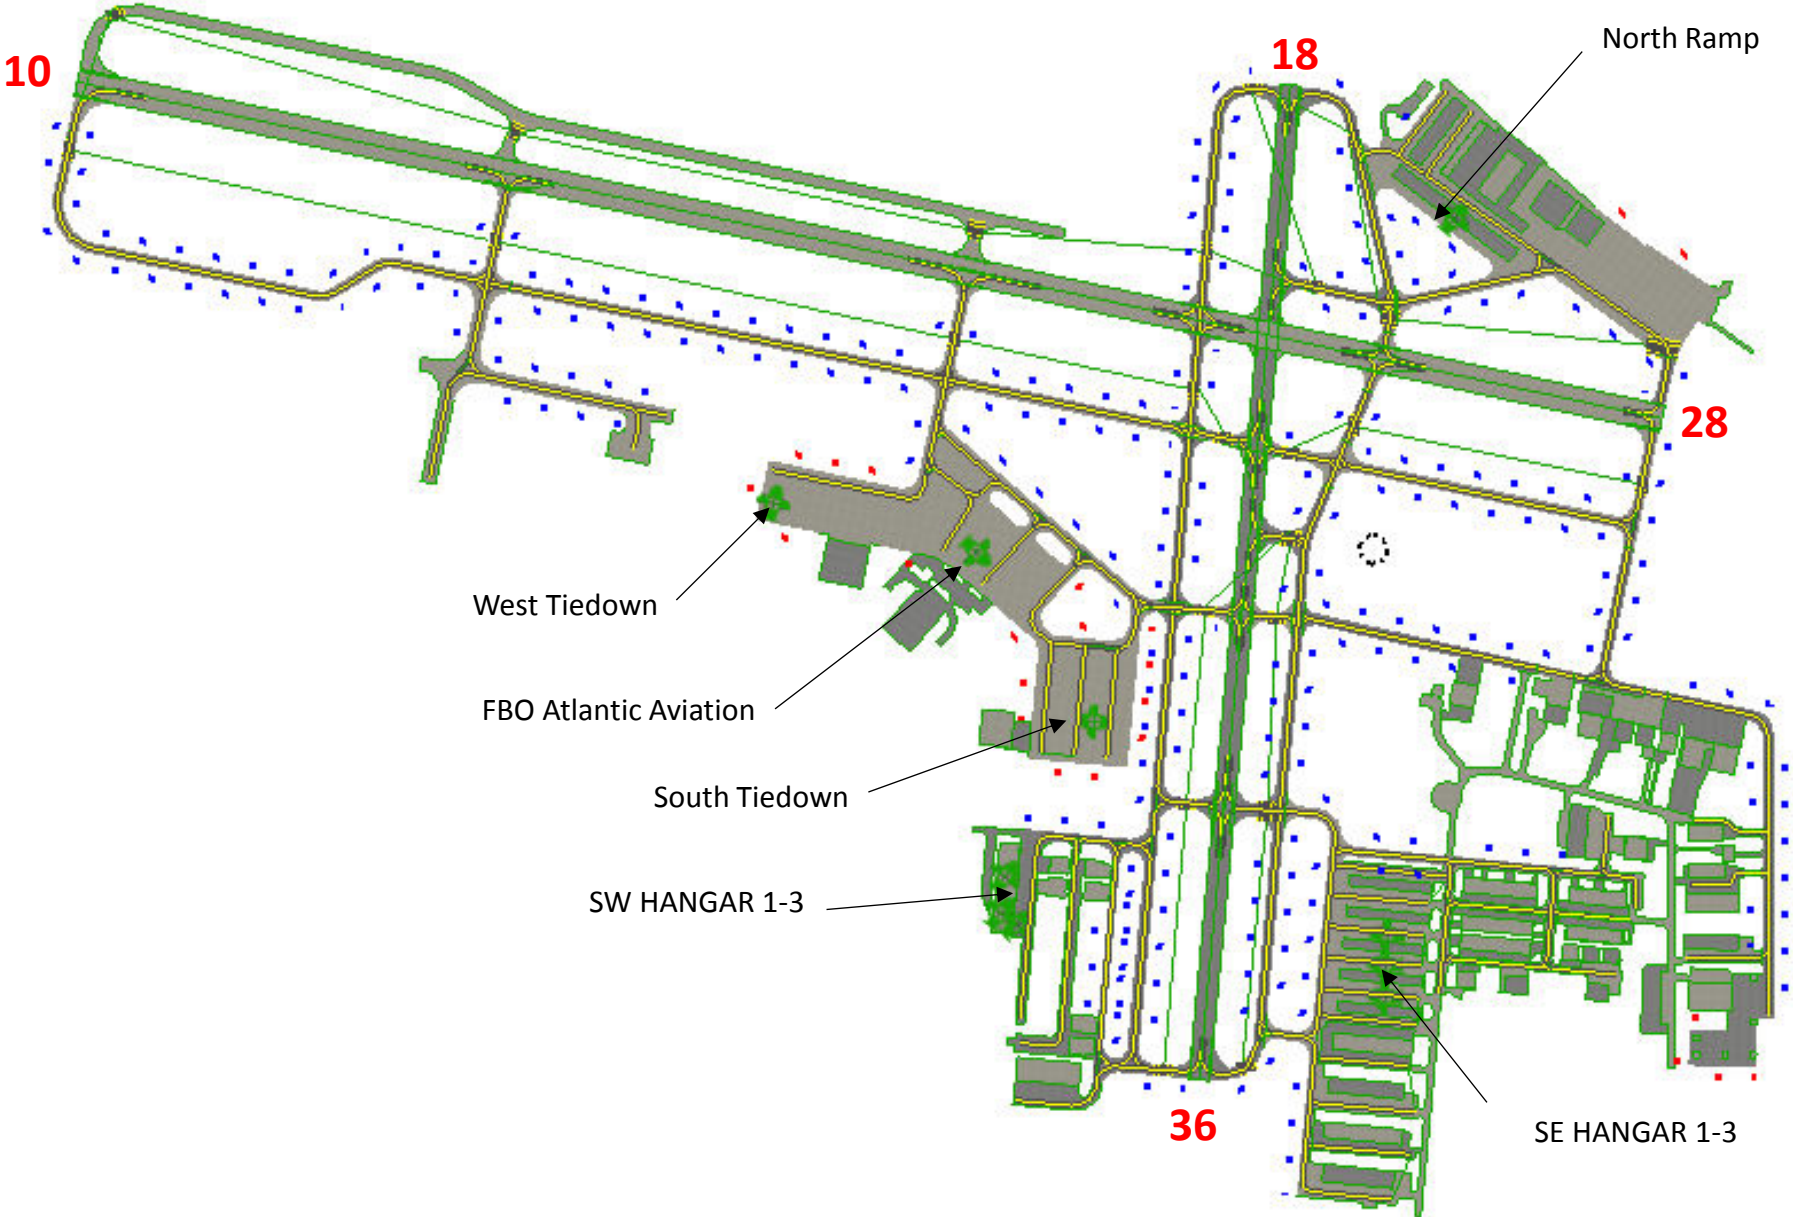 North Ramp
18
10
28
West Tiedown
FBO Atlantic Aviation
South Tiedown
SW HANGAR 1-3
36
SE HANGAR 1-3